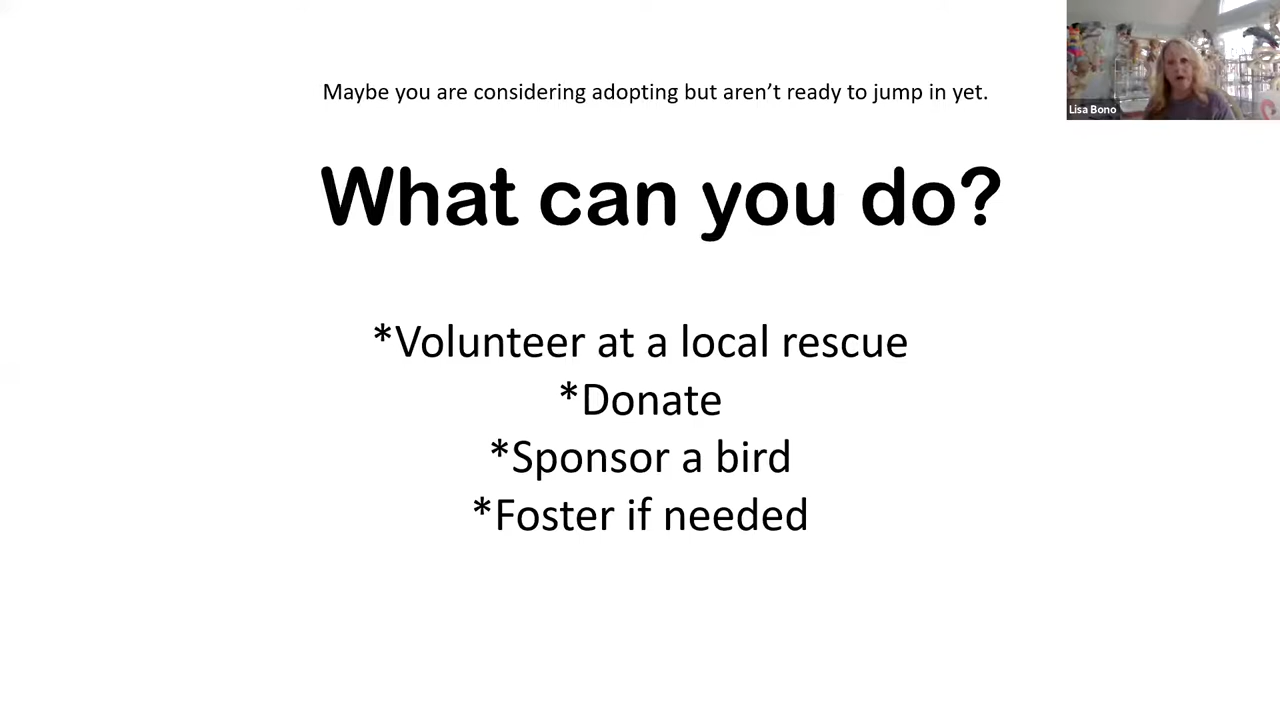 Maybe you are considering adopting but aren’t ready to jump in yet.
Lisa Bono
What can you do?
*Volunteer at a local rescue
*Donate
*Sponsor a bird
*Foster if needed